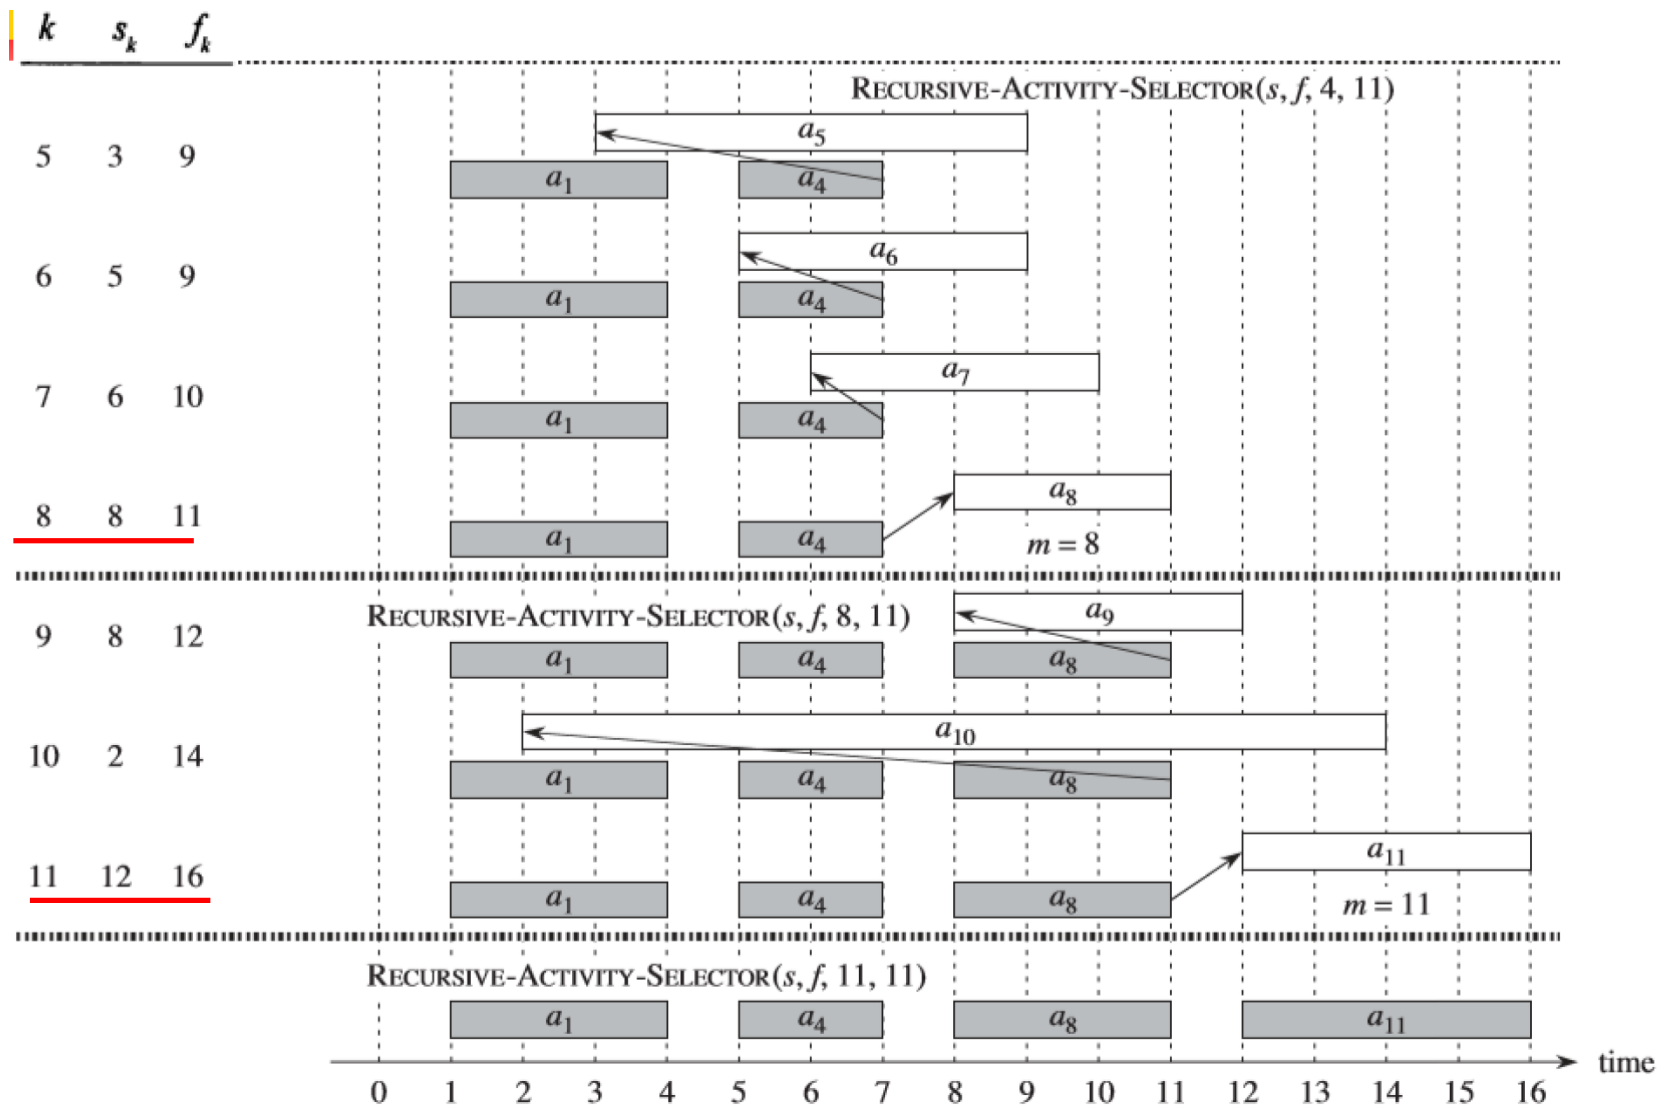 k s_k f_k
RECURSIVE-ACTIVITY-SELECTOR(s, f, 4, 11)
a_5
5 3 9
a_1 a_4
a_6
6 5 9
a_1 a_4
a_7
7 6 10
a_1 a_4
a_8
8 8 11
a_1 a_4 m = 8
RECURSIVE-ACTIVITY-SELECTOR(s, f, 8, 11) a_9
9 8 12
a_1 a_4 a_8
a_10
10 2 14
a_1 a_4 a_8
a_11
11 12 16
a_1 a_4 a_8 m = 11
RECURSIVE-ACTIVITY-SELECTOR(s, f, 11, 11)
a_1 a_4 a_8 a_11
time
0 1 2 3 4 5 6 7 8 9 10 11 12 13 14 15 16